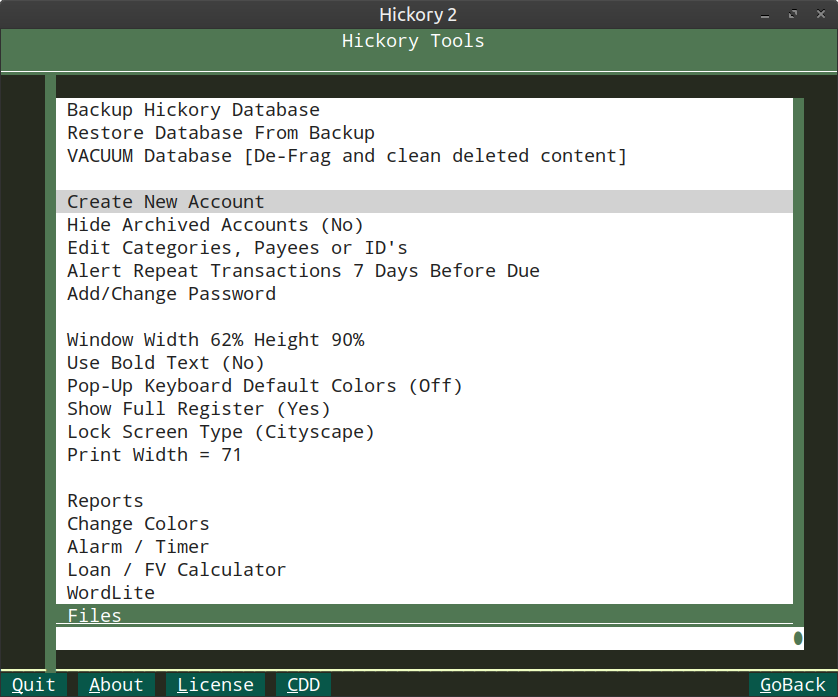 Hickory 2
Hickory Tools
Backup Hickory Database
Restore Database From Backup
VACUUM Database [De-Frag and clean deleted content]
Create New Account
Hide Archived Accounts (No)
Edit Categories, Payees or ID's
Alert Repeat Transactions 7 Days Before Due
Add/Change Password
Window Width 62% Height 90%
Use Bold Text (No)
Pop-Up Keyboard Default Colors (Off)
Show Full Register (Yes)
Lock Screen Type (Cityscape)
Print Width = 71
Reports
Change Colors
Alarm / Timer
Loan / FV Calculator
WordLite
Files
Quit About License CDD GoBack